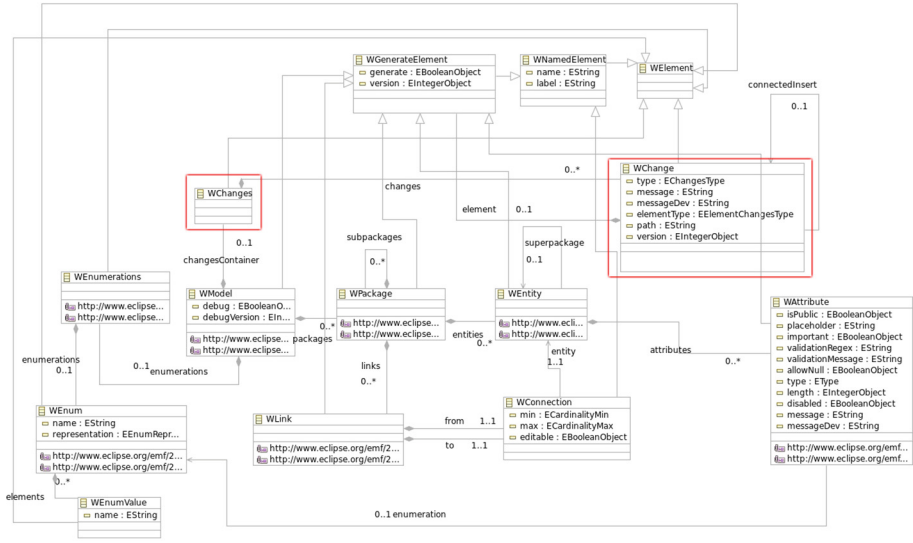 WGenerateElement
generate : EBooleanObject
version : EIntegerObject
WNamedElement
name : EString
label : EString
WElement
connectedInsert
0..1
WChanges
0..*
changes
element
0..1
WChange
type : EChangesType
message : EString
messageDev : EString
elementType : EElementChangesType
path : EString
version : EIntegerObject
0..1
changesContainer
subpackages
0..*
superpackage
0..1
WEnumerations
http://www.eclipse...
http://www.eclipse...
WModel
debug : EBooleanO...
debugVersion : EIn...
http://www.eclipse...
http://www.eclipse...
packages
0..*
WPackage
http://www.eclipse...
http://www.eclipse...
entities
0..*
WEntity
http://www.ecli...
http://www.ecli...
attributes
0..*
WAttribute
isPublic : EBooleanObject
placeholder : EString
important : EBooleanObject
validationRegex : EString
validationMessage : EString
allowNull : EBooleanObject
type : EType
length : EIntegerObject
disabled : EBooleanObject
message : EString
messageDev : EString
http://www.eclipse.org/emf...
http://www.eclipse.org/emf...
enumerations
0..1
0..1
enumerations
links
0..*
entity
1..1
WEnum
name : EString
representation : EEnumRepr...
http://www.eclipse.org/emf/2...
http://www.eclipse.org/emf/2...
WLink
http://www.eclipse.org/emf/2...
http://www.eclipse.org/emf/2...
from 1..1
to 1..1
WConnection
min : ECardinalityMin
max : ECardinalityMax
editable : EBooleanObject
0..*
elements
WEnumValue
name : EString
0..1 enumeration